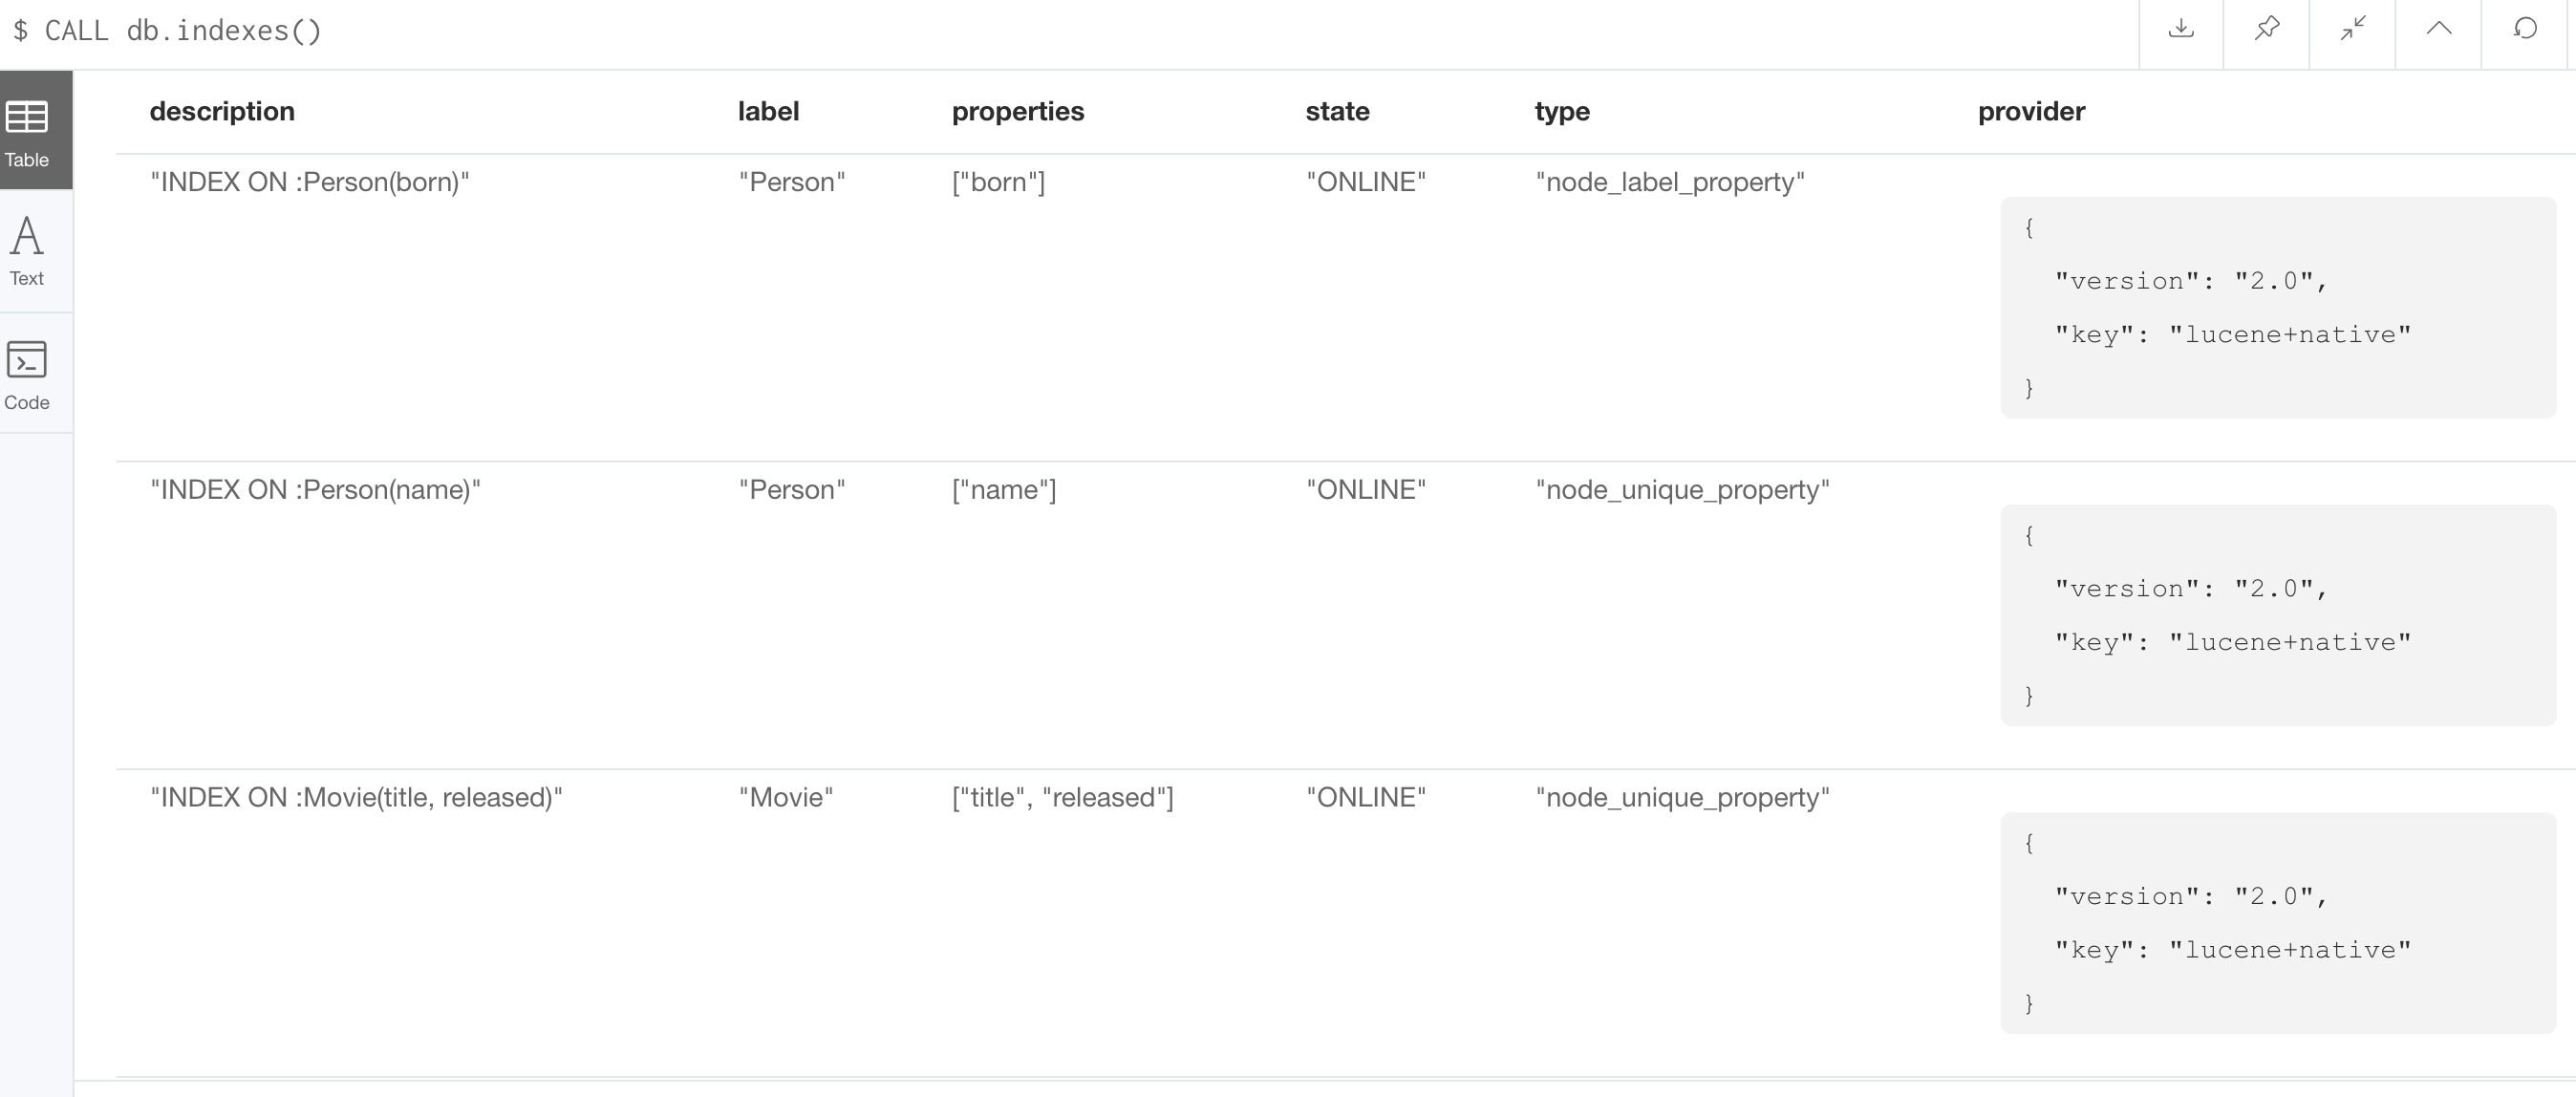 $ CALL db.indexes()
Table
Text
Code
description label properties state type provider
"INDEX ON :Person(born)" "Person" ["born"] "ONLINE" "node_label_property"
{
"version": "2.0",
"key": "lucene+native"
}
"INDEX ON :Person(name)" "Person" ["name"] "ONLINE" "node_unique_property"
{
"version": "2.0",
"key": "lucene+native"
}
"INDEX ON :Movie(title, released)" "Movie" ["title", "released"] "ONLINE" "node_unique_property"
{
"version": "2.0",
"key": "lucene+native"
}